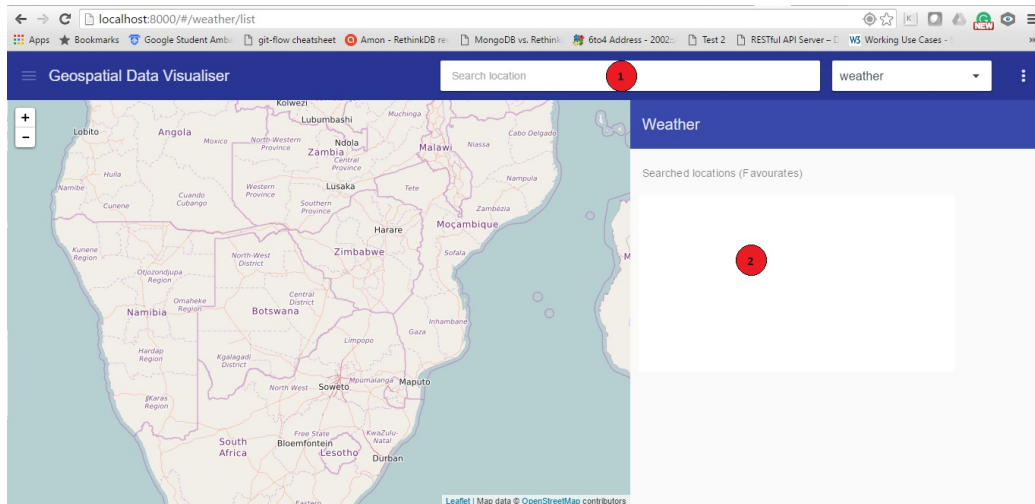 localhost:8000/#/weather/list
Apps Bookmarks Google Student Amb git-flow cheatsheet Amon - RethinkDB re MongoDB vs. Rethink 6to4 Address - 2002: Test 2 RESTful API Server – D Working Use Cases -
NEW
Geospatial Data Visualiser
Search location
1
weather
+
−
Weather
Searched locations (Favourates)
2
Kolwezi
Lubumbashi
Muchinga
Lobito
Angola
Moxico
North-Western Province
Ndola
Zambia
Central Province
Malawi
Niassa
Cabo Delgado
Huíla
Namibe
Cunene
Cuando Cubango
Western Province
Lusaka
Southern Province
Tete
Nampula
Zambézia
Moçambique
Harare
Kunene Region
North-West District
Zimbabwe
Sofala
M
Otjozondjupa Region
Omaheke Region
Namibia
Central District
Botswana
Inhambane
Gaza
Limpopo
Hardap Region
Kgalagadi District
North West
Soweto
Mpumalanga
Maputo
ǁKaras Region
South Africa
Free State
Bloemfontein
Lesotho
KwaZulu-Natal
Durban
Eastern
Leaflet | Map data © OpenStreetMap contributors